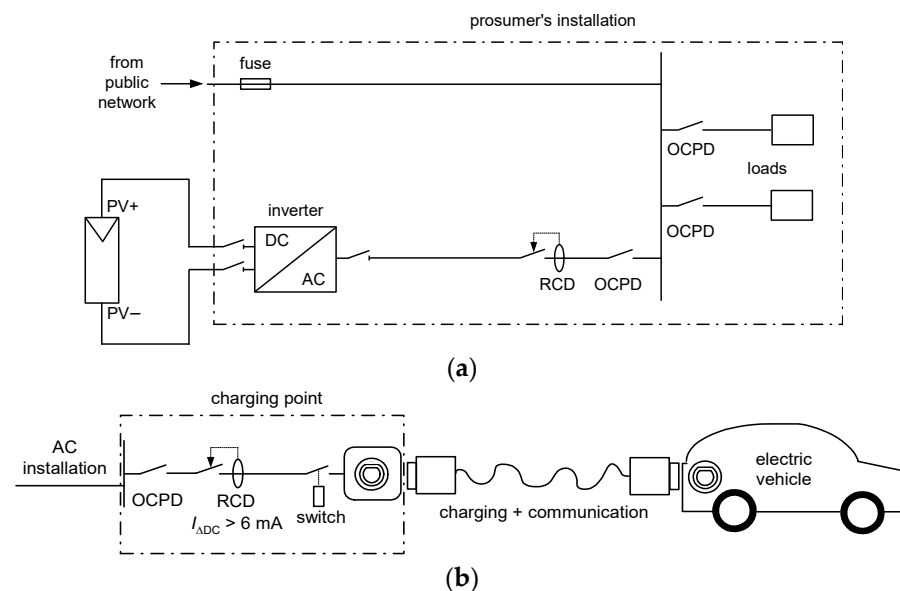 prosumer's installation
from
public
network
fuse
OCPD
loads
OCPD
PV+
inverter
DC
AC
RCD
OCPD
PV−
(a)
charging point
AC
installation
OCPD
RCD
I∆DC > 6 mA
switch
charging + communication
electric
vehicle
(b)